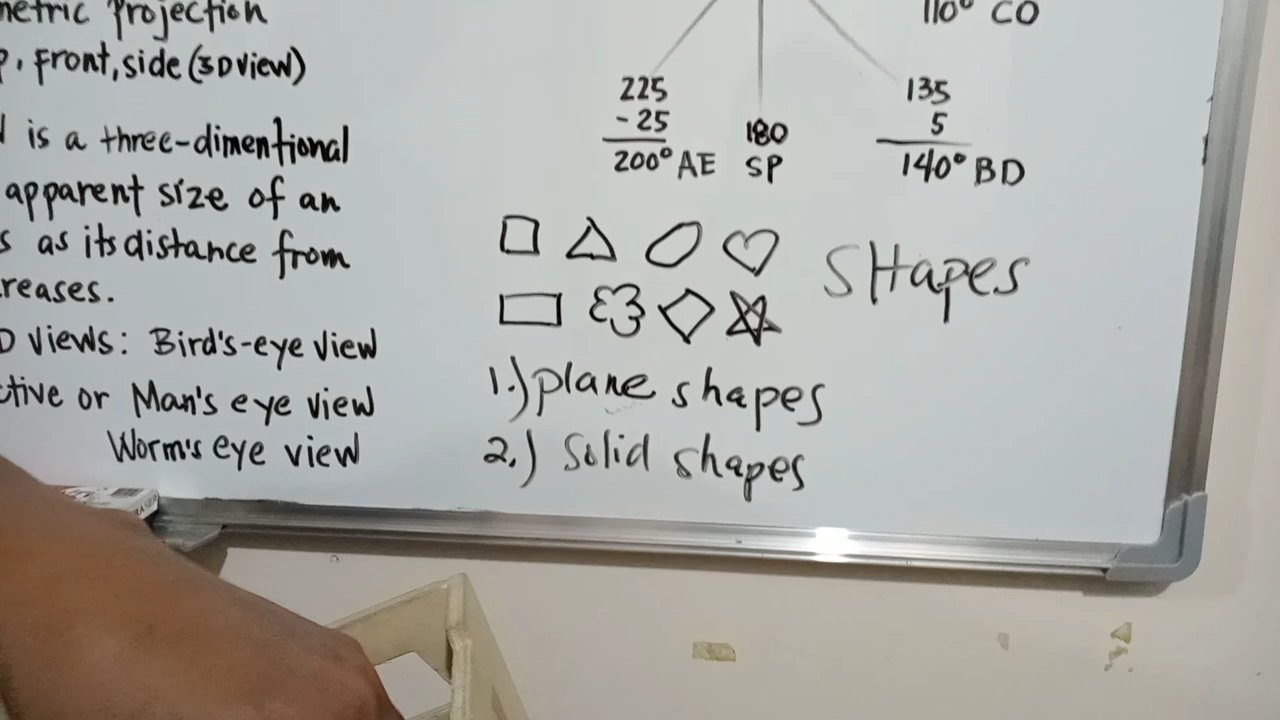 metric projection
P, Front, side (3D view)
is a three-dimentional
apparent size of an
s as its distance from
reases.
D views: Bird's-eye view
ctive or Man's eye view
Worm's eye view
110° CO
225
-25
200° AE
180
SP
135
5
140° BD
SHapes
1.) plane shapes
2.) Solid shapes